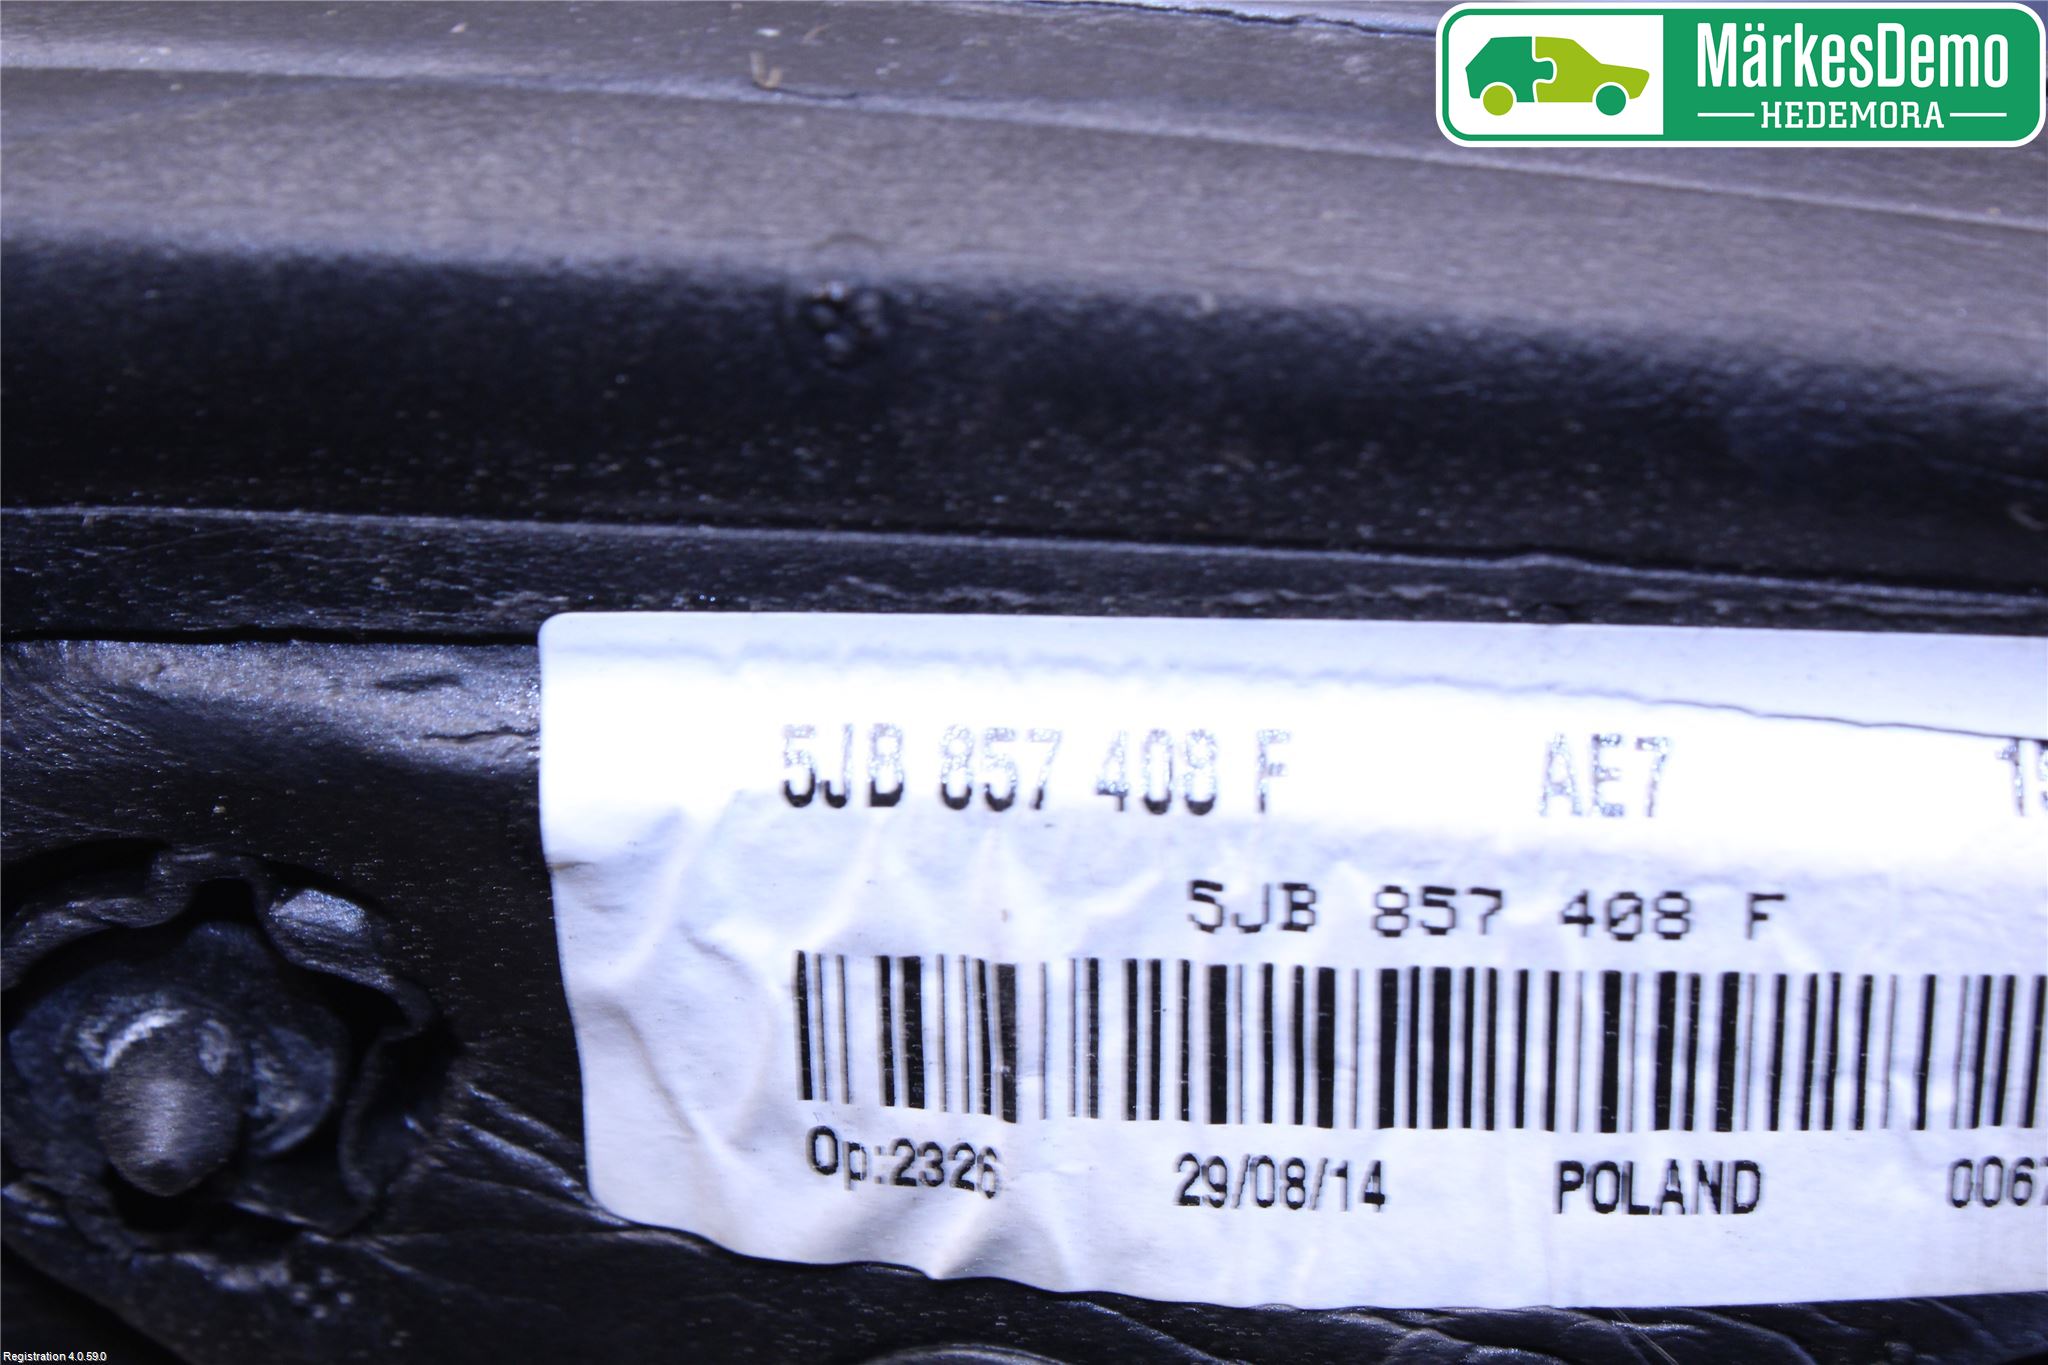 MärkesDemo
HEDEMORA
5JB 857 408 F AE7
5JB 857 408 F
Op:2326 29/08/14 POLAND
Registration 4.0.59.0